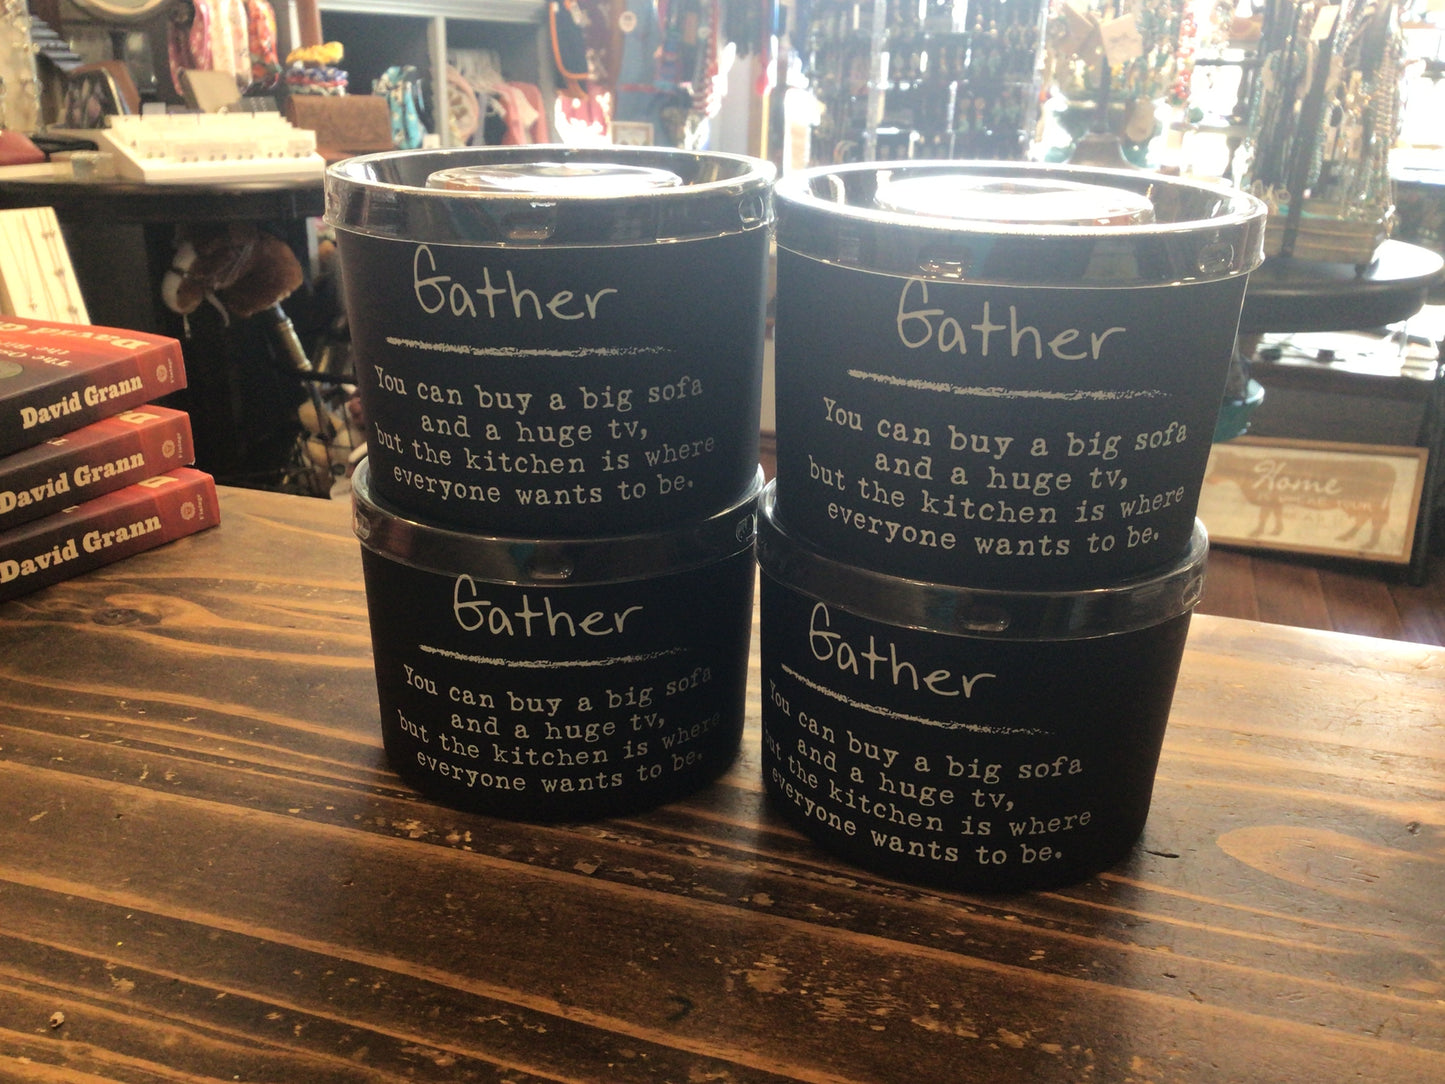 Gather
You can buy a big sofa
and a huge tv,
but the kitchen is where
everyone wants to be.
Gather
You can buy a big sofa
and a huge tv,
but the kitchen is where
everyone wants to be.
Gather
You can buy a big sofa
and a huge tv,
but the kitchen is where
everyone wants to be.
Gather
You can buy a big sofa
and a huge tv,
but the kitchen is where
everyone wants to be.
David Grann
David Grann
David Grann
Home